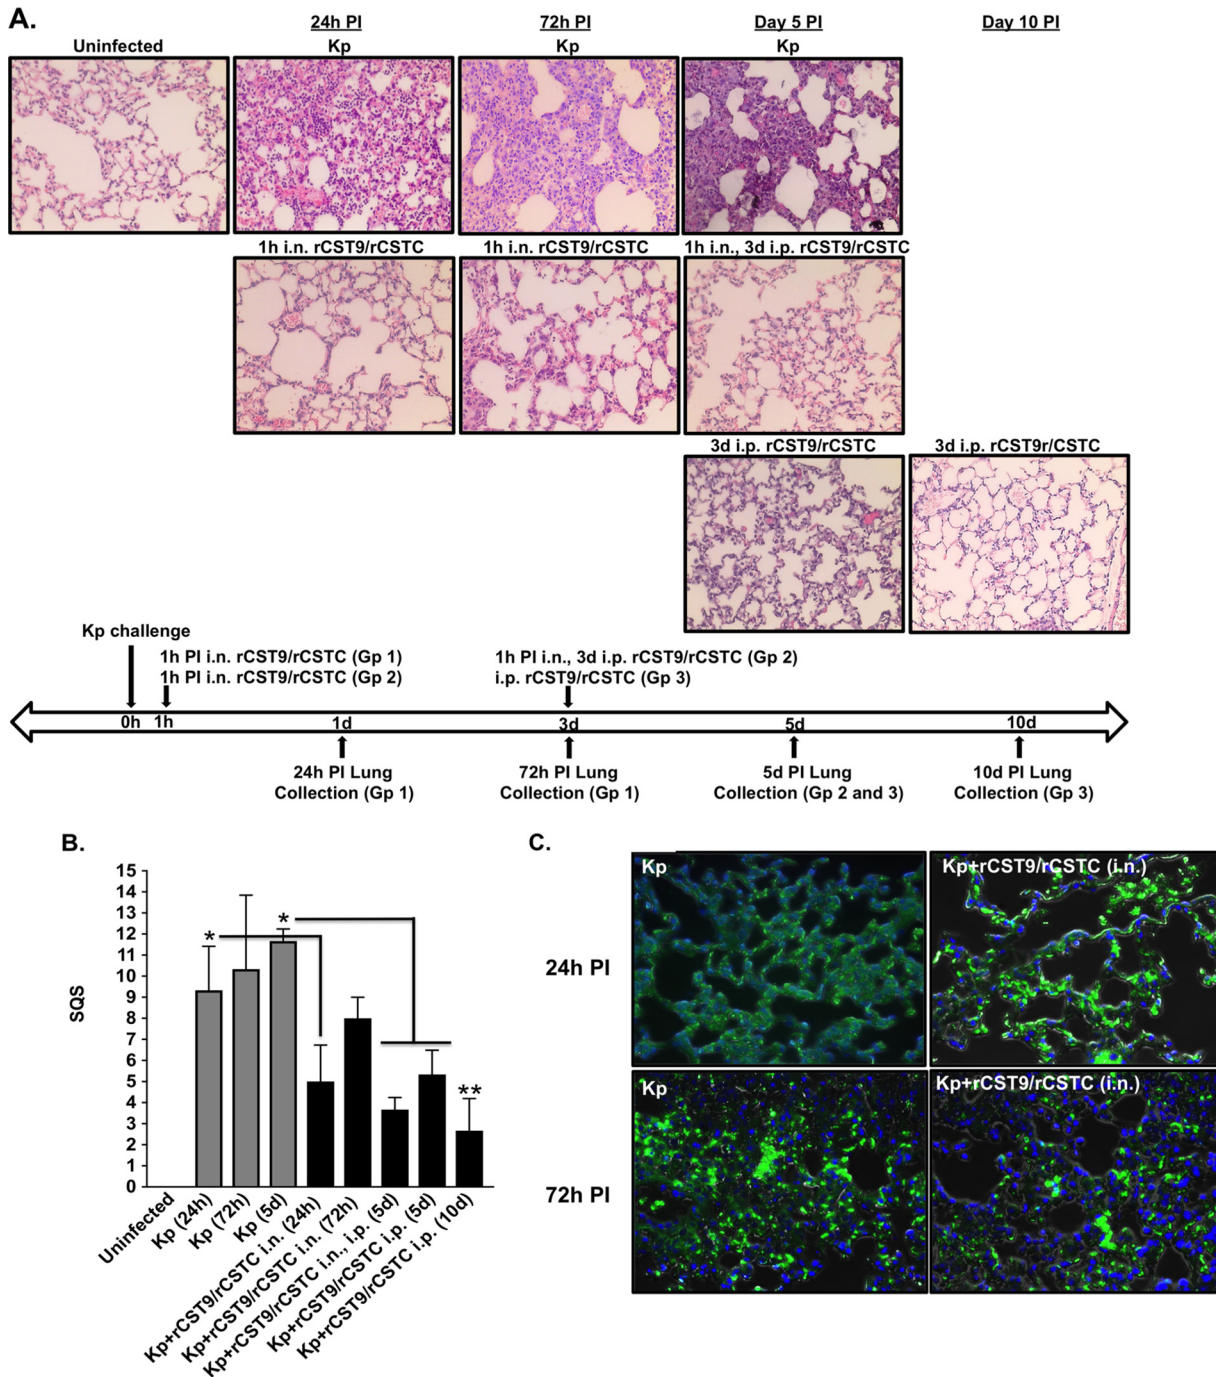 A.
24h PI
72h PI
Day 5 PI
Day 10 PI
Uninfected
Kp
Kp
Kp
1h i.n. rCST9/rCSTC
1h i.n. rCST9/rCSTC
1h i.n., 3d i.p. rCST9/rCSTC
3d i.p. rCST9/rCSTC
3d i.p. rCST9r/CSTC
Kp challenge
1h PI i.n. rCST9/rCSTC (Gp 1)
1h PI i.n. rCST9/rCSTC (Gp 2)
1h PI i.n., 3d i.p. rCST9/rCSTC (Gp 2)
i.p. rCST9/rCSTC (Gp 3)
0h
1h
1d
3d
5d
10d
24h PI Lung
Collection (Gp 1)
72h PI Lung
Collection (Gp 1)
5d PI Lung
Collection (Gp 2 and 3)
10d PI Lung
Collection (Gp 3)
B.
SQS
15
14
13
12
11
10
9
8
7
6
5
4
3
2
1
0
*
*
**
Uninfected
Kp (24h)
Kp (72h)
Kp (5d)
Kp+rCST9/rCSTC i.n. (24h)
Kp+rCST9/rCSTC i.n. (72h)
Kp+rCST9/rCSTC i.n., i.p. (5d)
Kp+rCST9/rCSTC i.p. (5d)
Kp+rCST9/rCSTC i.p. (10d)
C.
Kp
Kp+rCST9/rCSTC (i.n.)
24h PI
Kp
Kp+rCST9/rCSTC (i.n.)
72h PI